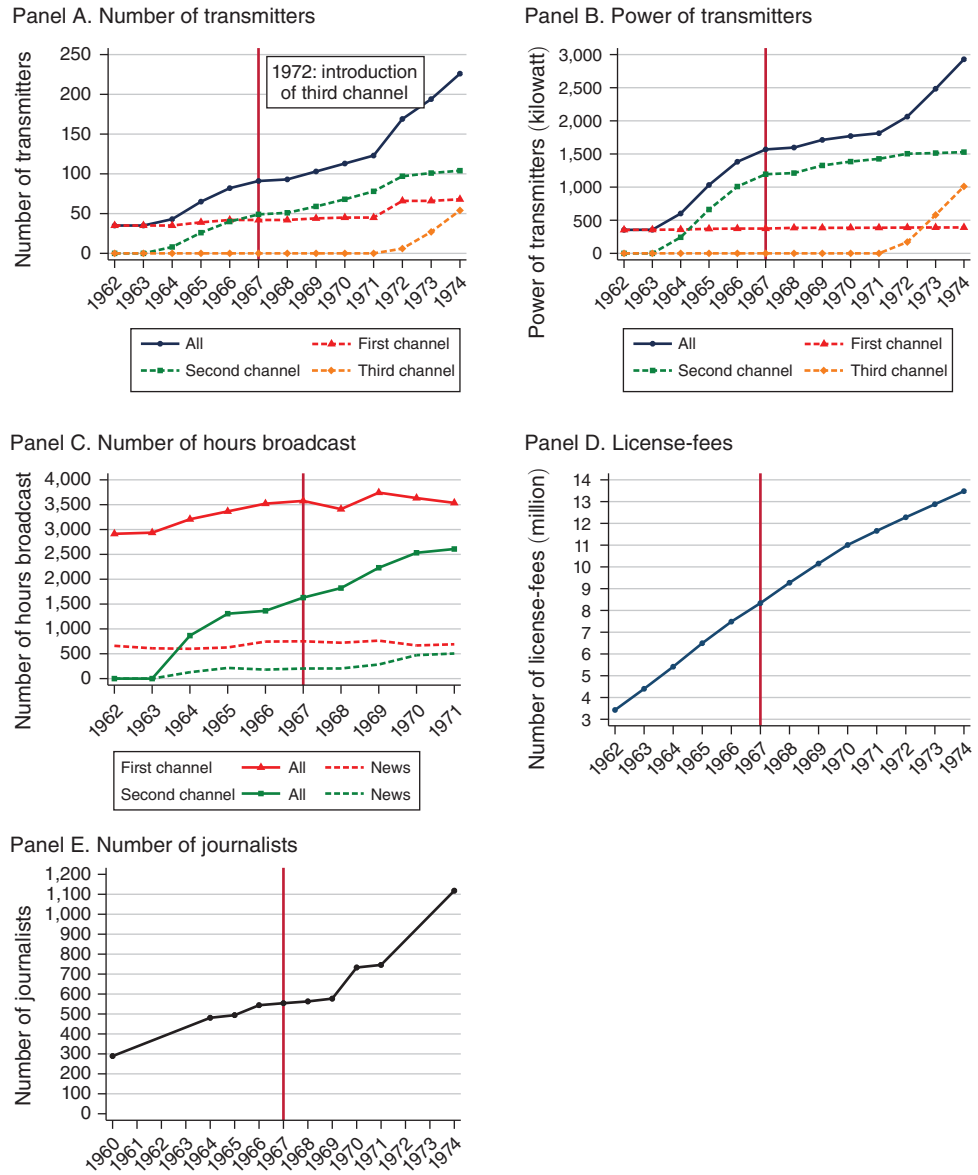 Panel A. Number of transmitters
Number of transmitters
250
200
150
100
50
0
1972: introduction
of third channel
1962 1963 1964 1965 1966 1967 1968 1969 1970 1971 1972 1973 1974
All First channel
Second channel Third channel
Panel B. Power of transmitters
Power of transmitters (kilowatt)
3,000
2,500
2,000
1,500
1,000
500
0
1962 1963 1964 1965 1966 1967 1968 1969 1970 1971 1972 1973 1974
All First channel
Second channel Third channel
Panel C. Number of hours broadcast
Number of hours broadcast
4,000
3,500
3,000
2,500
2,000
1,500
1,000
500
0
1962 1963 1964 1965 1966 1967 1968 1969 1970 1971
First channel All News
Second channel All News
Panel D. License-fees
Number of license-fees (million)
14
13
12
11
10
9
8
7
6
5
4
3
1962 1963 1964 1965 1966 1967 1968 1969 1970 1971 1972 1973 1974
Panel E. Number of journalists
Number of journalists
1,200
1,100
1,000
900
800
700
600
500
400
300
200
100
0
1960 1961 1962 1963 1964 1965 1966 1967 1968 1969 1970 1971 1972 1973 1974